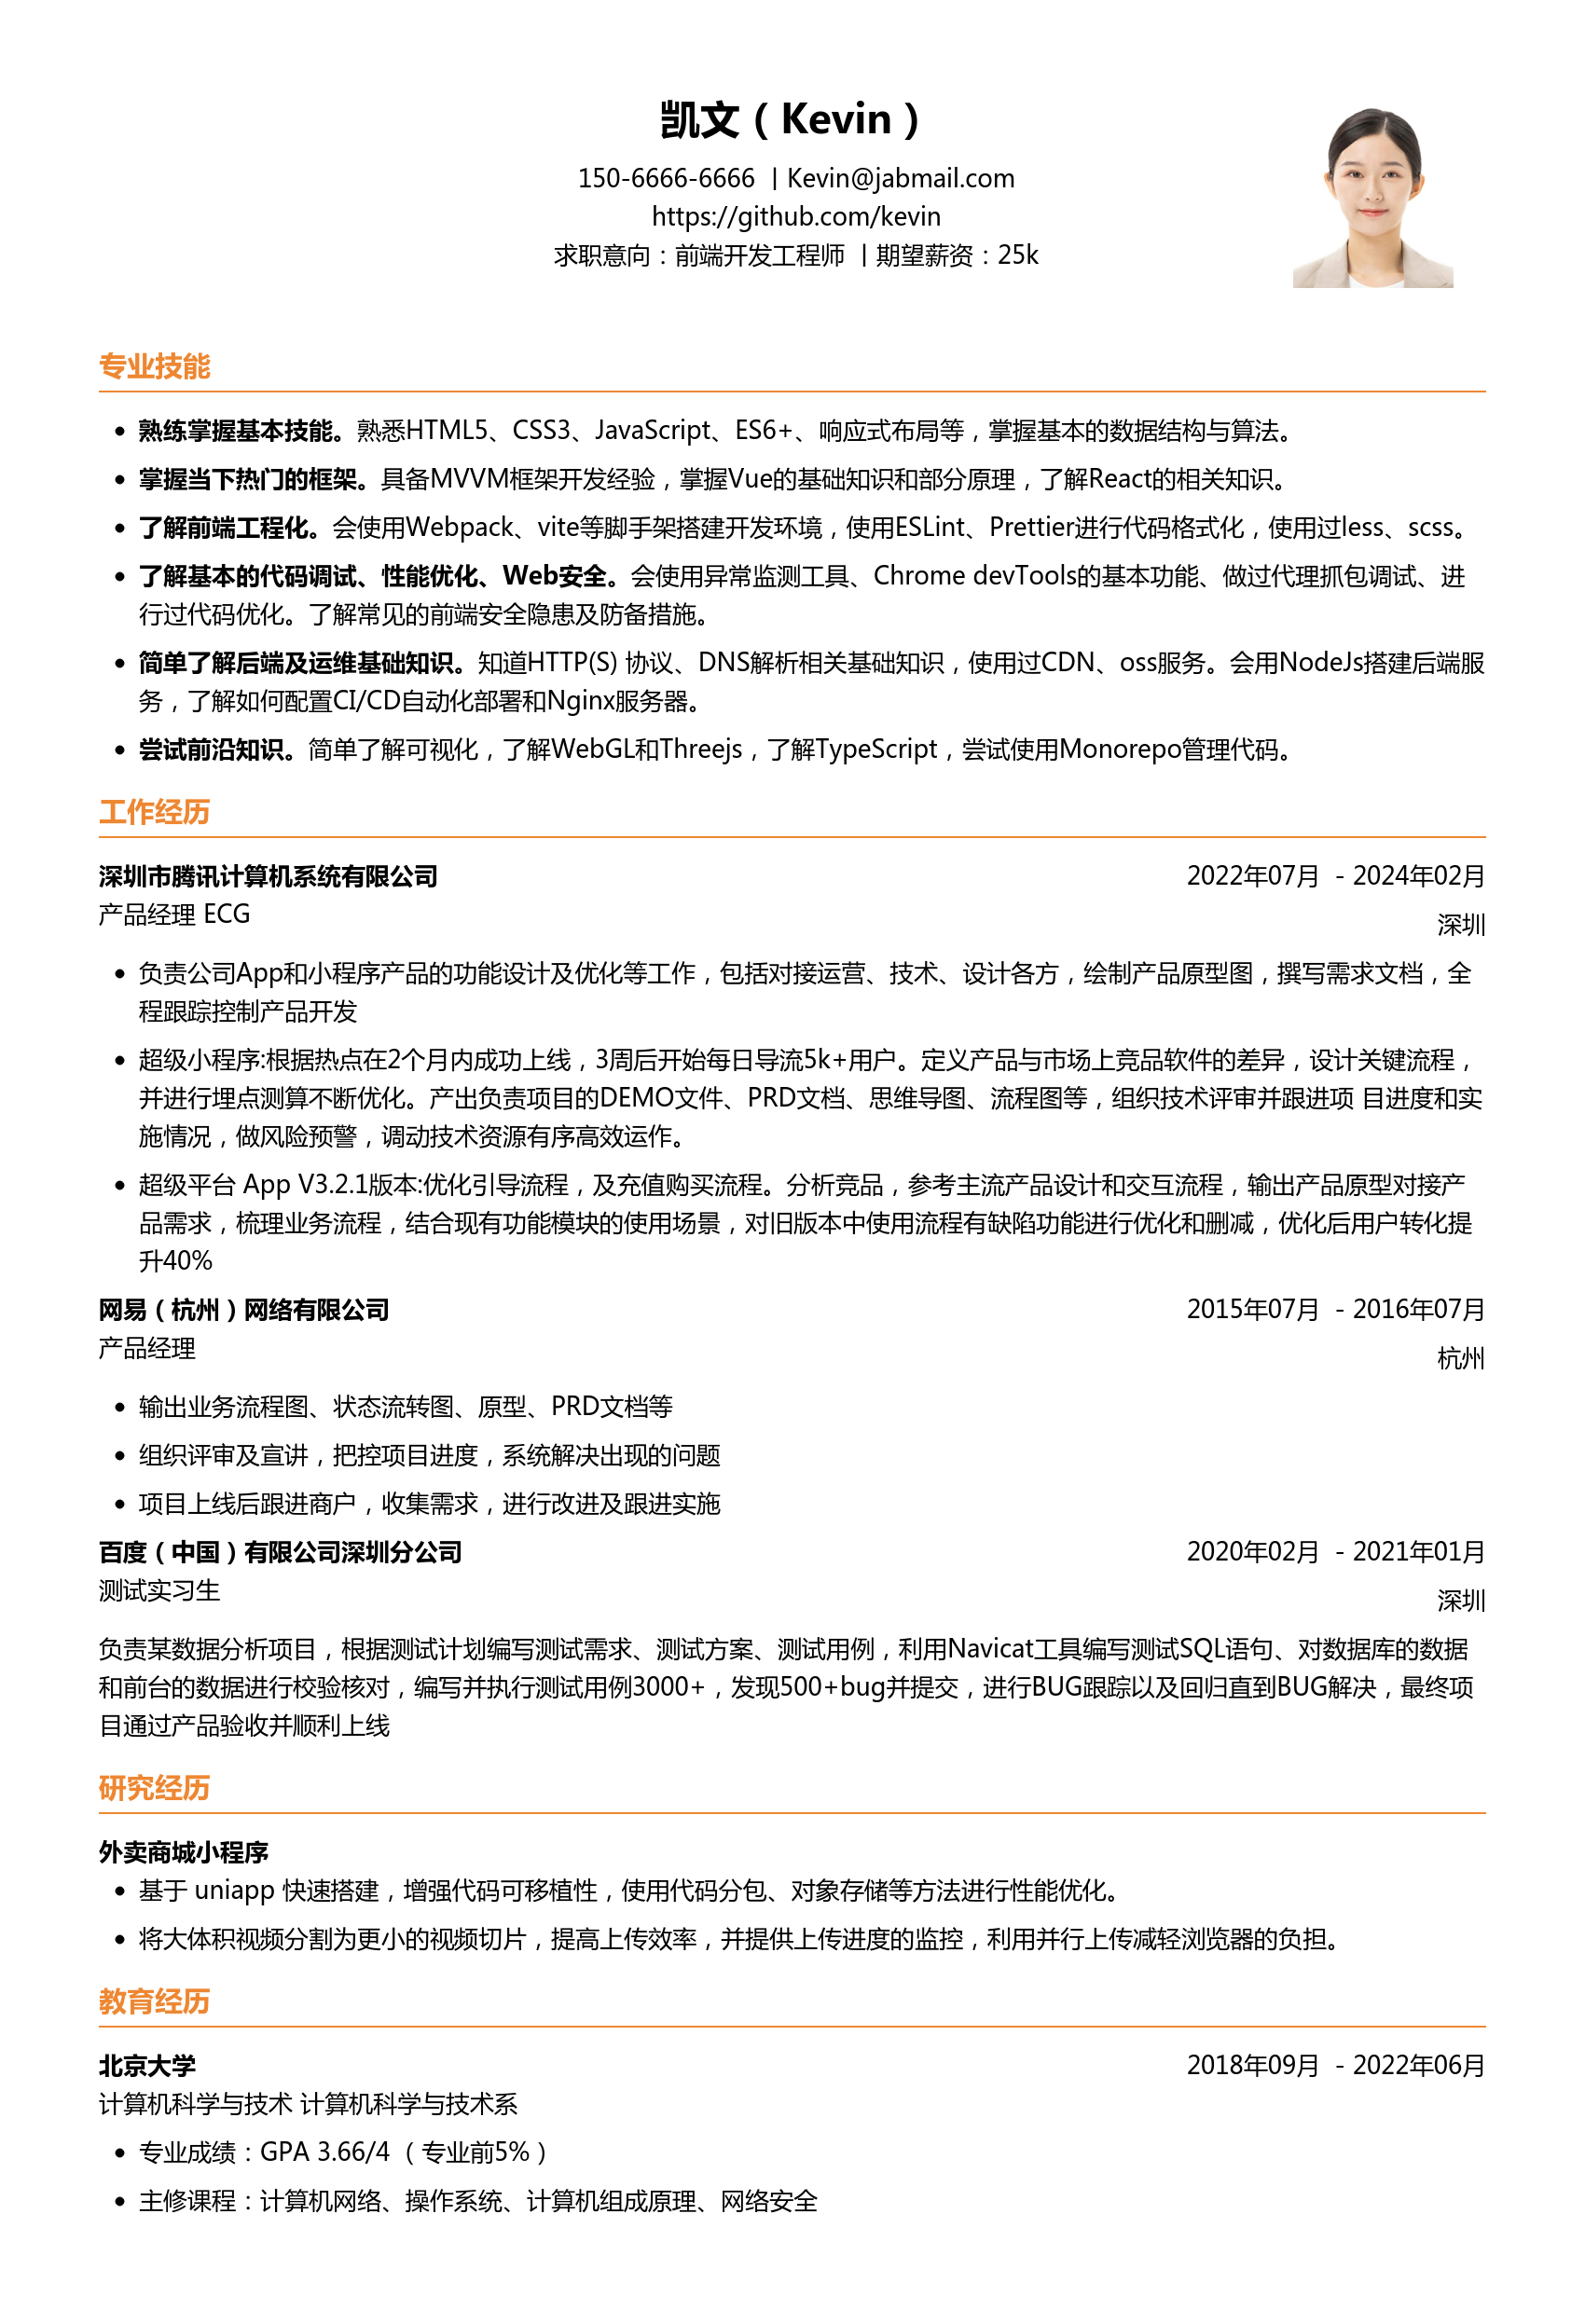 凯文（Kevin）
150-6666-6666 | Kevin@jabmail.com
https://github.com/kevin
求职意向：前端开发工程师 | 期望薪资：25k
专业技能
• 熟练掌握基本技能。熟悉HTML5、CSS3、JavaScript、ES6+、响应式布局等，掌握基本的数据结构与算法。
• 掌握当下热门的框架。具备MVVM框架开发经验，掌握Vue的基础知识和部分原理，了解React的相关知识。
• 了解前端工程化。会使用Webpack、vite等脚手架搭建开发环境，使用ESLint、Prettier进行代码格式化，使用过less、scss。
• 了解基本的代码调试、性能优化、Web安全。会使用异常监测工具、Chrome devTools的基本功能、做过代理抓包调试、进
行过代码优化。了解常见的前端安全隐患及防备措施。
• 简单了解后端及运维基础知识。知道HTTP(S) 协议、DNS解析相关基础知识，使用过CDN、oss服务。会用NodeJs搭建后端服
务，了解如何配置CI/CD自动化部署和Nginx服务器。
• 尝试前沿知识。简单了解可视化，了解WebGL和Threejs，了解TypeScript，尝试使用Monorepo管理代码。
工作经历
深圳市腾讯计算机系统有限公司 2022年07月 - 2024年02月
产品经理 ECG 深圳
• 负责公司App和小程序产品的功能设计及优化等工作，包括对接运营、技术、设计各方，绘制产品原型图，撰写需求文档，全
程跟踪控制产品开发
• 超级小程序:根据热点在2个月内成功上线，3周后开始每日导流5k+用户。定义产品与市场上竞品软件的差异，设计关键流程，
并进行埋点测算不断优化。产出负责项目的DEMO文件、PRD文档、思维导图、流程图等，组织技术评审并跟进项 目进度和实
施情况，做风险预警，调动技术资源有序高效运作。
• 超级平台 App V3.2.1版本:优化引导流程，及充值购买流程。分析竞品，参考主流产品设计和交互流程，输出产品原型对接产
品需求，梳理业务流程，结合现有功能模块的使用场景，对旧版本中使用流程有缺陷功能进行优化和删减，优化后用户转化提
升40%
网易（杭州）网络有限公司 2015年07月 - 2016年07月
产品经理 杭州
• 输出业务流程图、状态流转图、原型、PRD文档等
• 组织评审及宣讲，把控项目进度，系统解决出现的问题
• 项目上线后跟进商户，收集需求，进行改进及跟进实施
百度（中国）有限公司深圳分公司 2020年02月 - 2021年01月
测试实习生 深圳
负责某数据分析项目，根据测试计划编写测试需求、测试方案、测试用例，利用Navicat工具编写测试SQL语句、对数据库的数据
和前台的数据进行校验核对，编写并执行测试用例3000+，发现500+bug并提交，进行BUG跟踪以及回归直到BUG解决，最终项
目通过产品验收并顺利上线
研究经历
外卖商城小程序
• 基于 uniapp 快速搭建，增强代码可移植性，使用代码分包、对象存储等方法进行性能优化。
• 将大体积视频分割为更小的视频切片，提高上传效率，并提供上传进度的监控，利用并行上传减轻浏览器的负担。
教育经历
北京大学 2018年09月 - 2022年06月
计算机科学与技术 计算机科学与技术系
• 专业成绩：GPA 3.66/4 （专业前5%）
• 主修课程：计算机网络、操作系统、计算机组成原理、网络安全